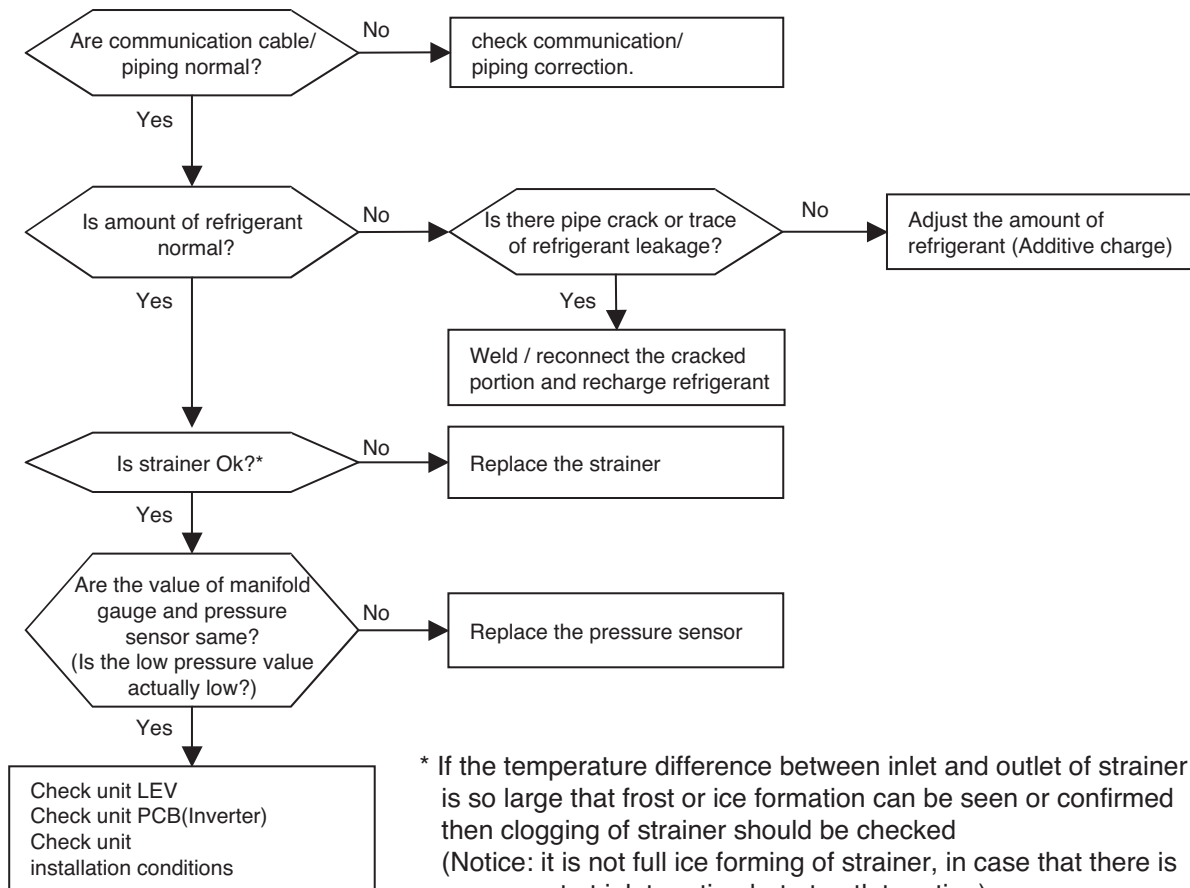 Are communication cable/
piping normal?
No
check communication/
piping correction.
Yes
Is amount of refrigerant
normal?
No
Is there pipe crack or trace
of refrigerant leakage?
No
Adjust the amount of
refrigerant (Additive charge)
Yes
Yes
Weld / reconnect the cracked
portion and recharge refrigerant
Is strainer Ok?*
No
Replace the strainer
Yes
Are the value of manifold
gauge and pressure
sensor same?
(Is the low pressure value
actually low?)
No
Replace the pressure sensor
Yes
Check unit LEV
Check unit PCB(Inverter)
Check unit
installation conditions
* If the temperature difference between inlet and outlet of strainer
is so large that frost or ice formation can be seen or confirmed
then clogging of strainer should be checked
(Notice: it is not full ice forming of strainer, in case that there is